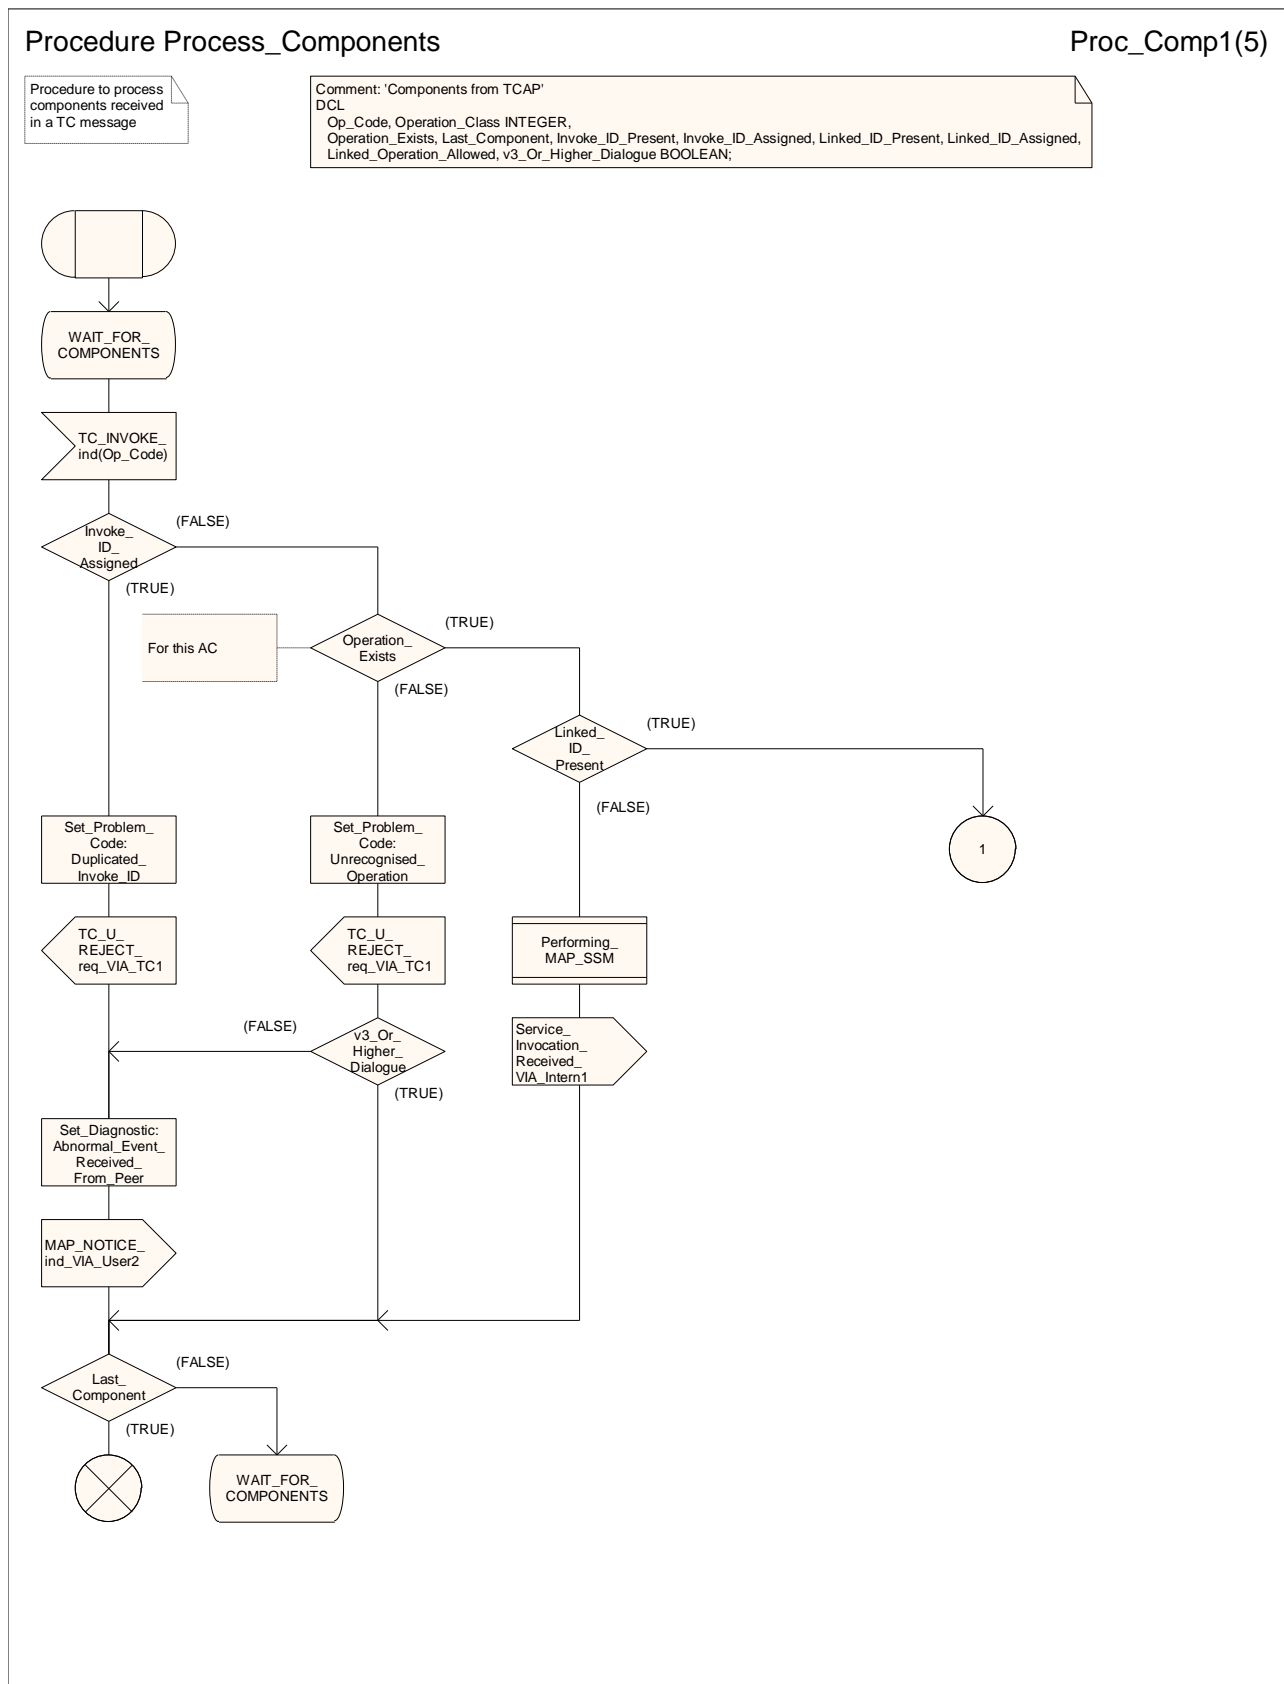 Procedure Process_Components
Proc_Comp1(5)
Procedure to process
components received
in a TC message
Comment: 'Components from TCAP'
DCL
Op_Code, Operation_Class INTEGER,
Operation_Exists, Last_Component, Invoke_ID_Present, Invoke_ID_Assigned, Linked_ID_Present, Linked_ID_Assigned,
Linked_Operation_Allowed, v3_Or_Higher_Dialogue BOOLEAN;
WAIT_FOR_
COMPONENTS
TC_INVOKE_
ind(Op_Code)
(FALSE)
Invoke_
ID_
Assigned
(TRUE)
(TRUE)
For this AC
Operation_
Exists
(FALSE)
(TRUE)
Linked_
ID_
Present
(FALSE)
Set_Problem_
Code:
Duplicated_
Invoke_ID
Set_Problem_
Code:
Unrecognised_
Operation
1
TC_U_
REJECT_
req_VIA_TC1
TC_U_
REJECT_
req_VIA_TC1
Performing_
MAP_SSM
(FALSE)
v3_Or_
Higher_
Dialogue
(TRUE)
Service_
Invocation_
Received_
VIA_Intern1
Set_Diagnostic:
Abnormal_Event_
Received_
From_Peer
MAP_NOTICE_
ind_VIA_User2
(FALSE)
Last_
Component
(TRUE)
WAIT_FOR_
COMPONENTS